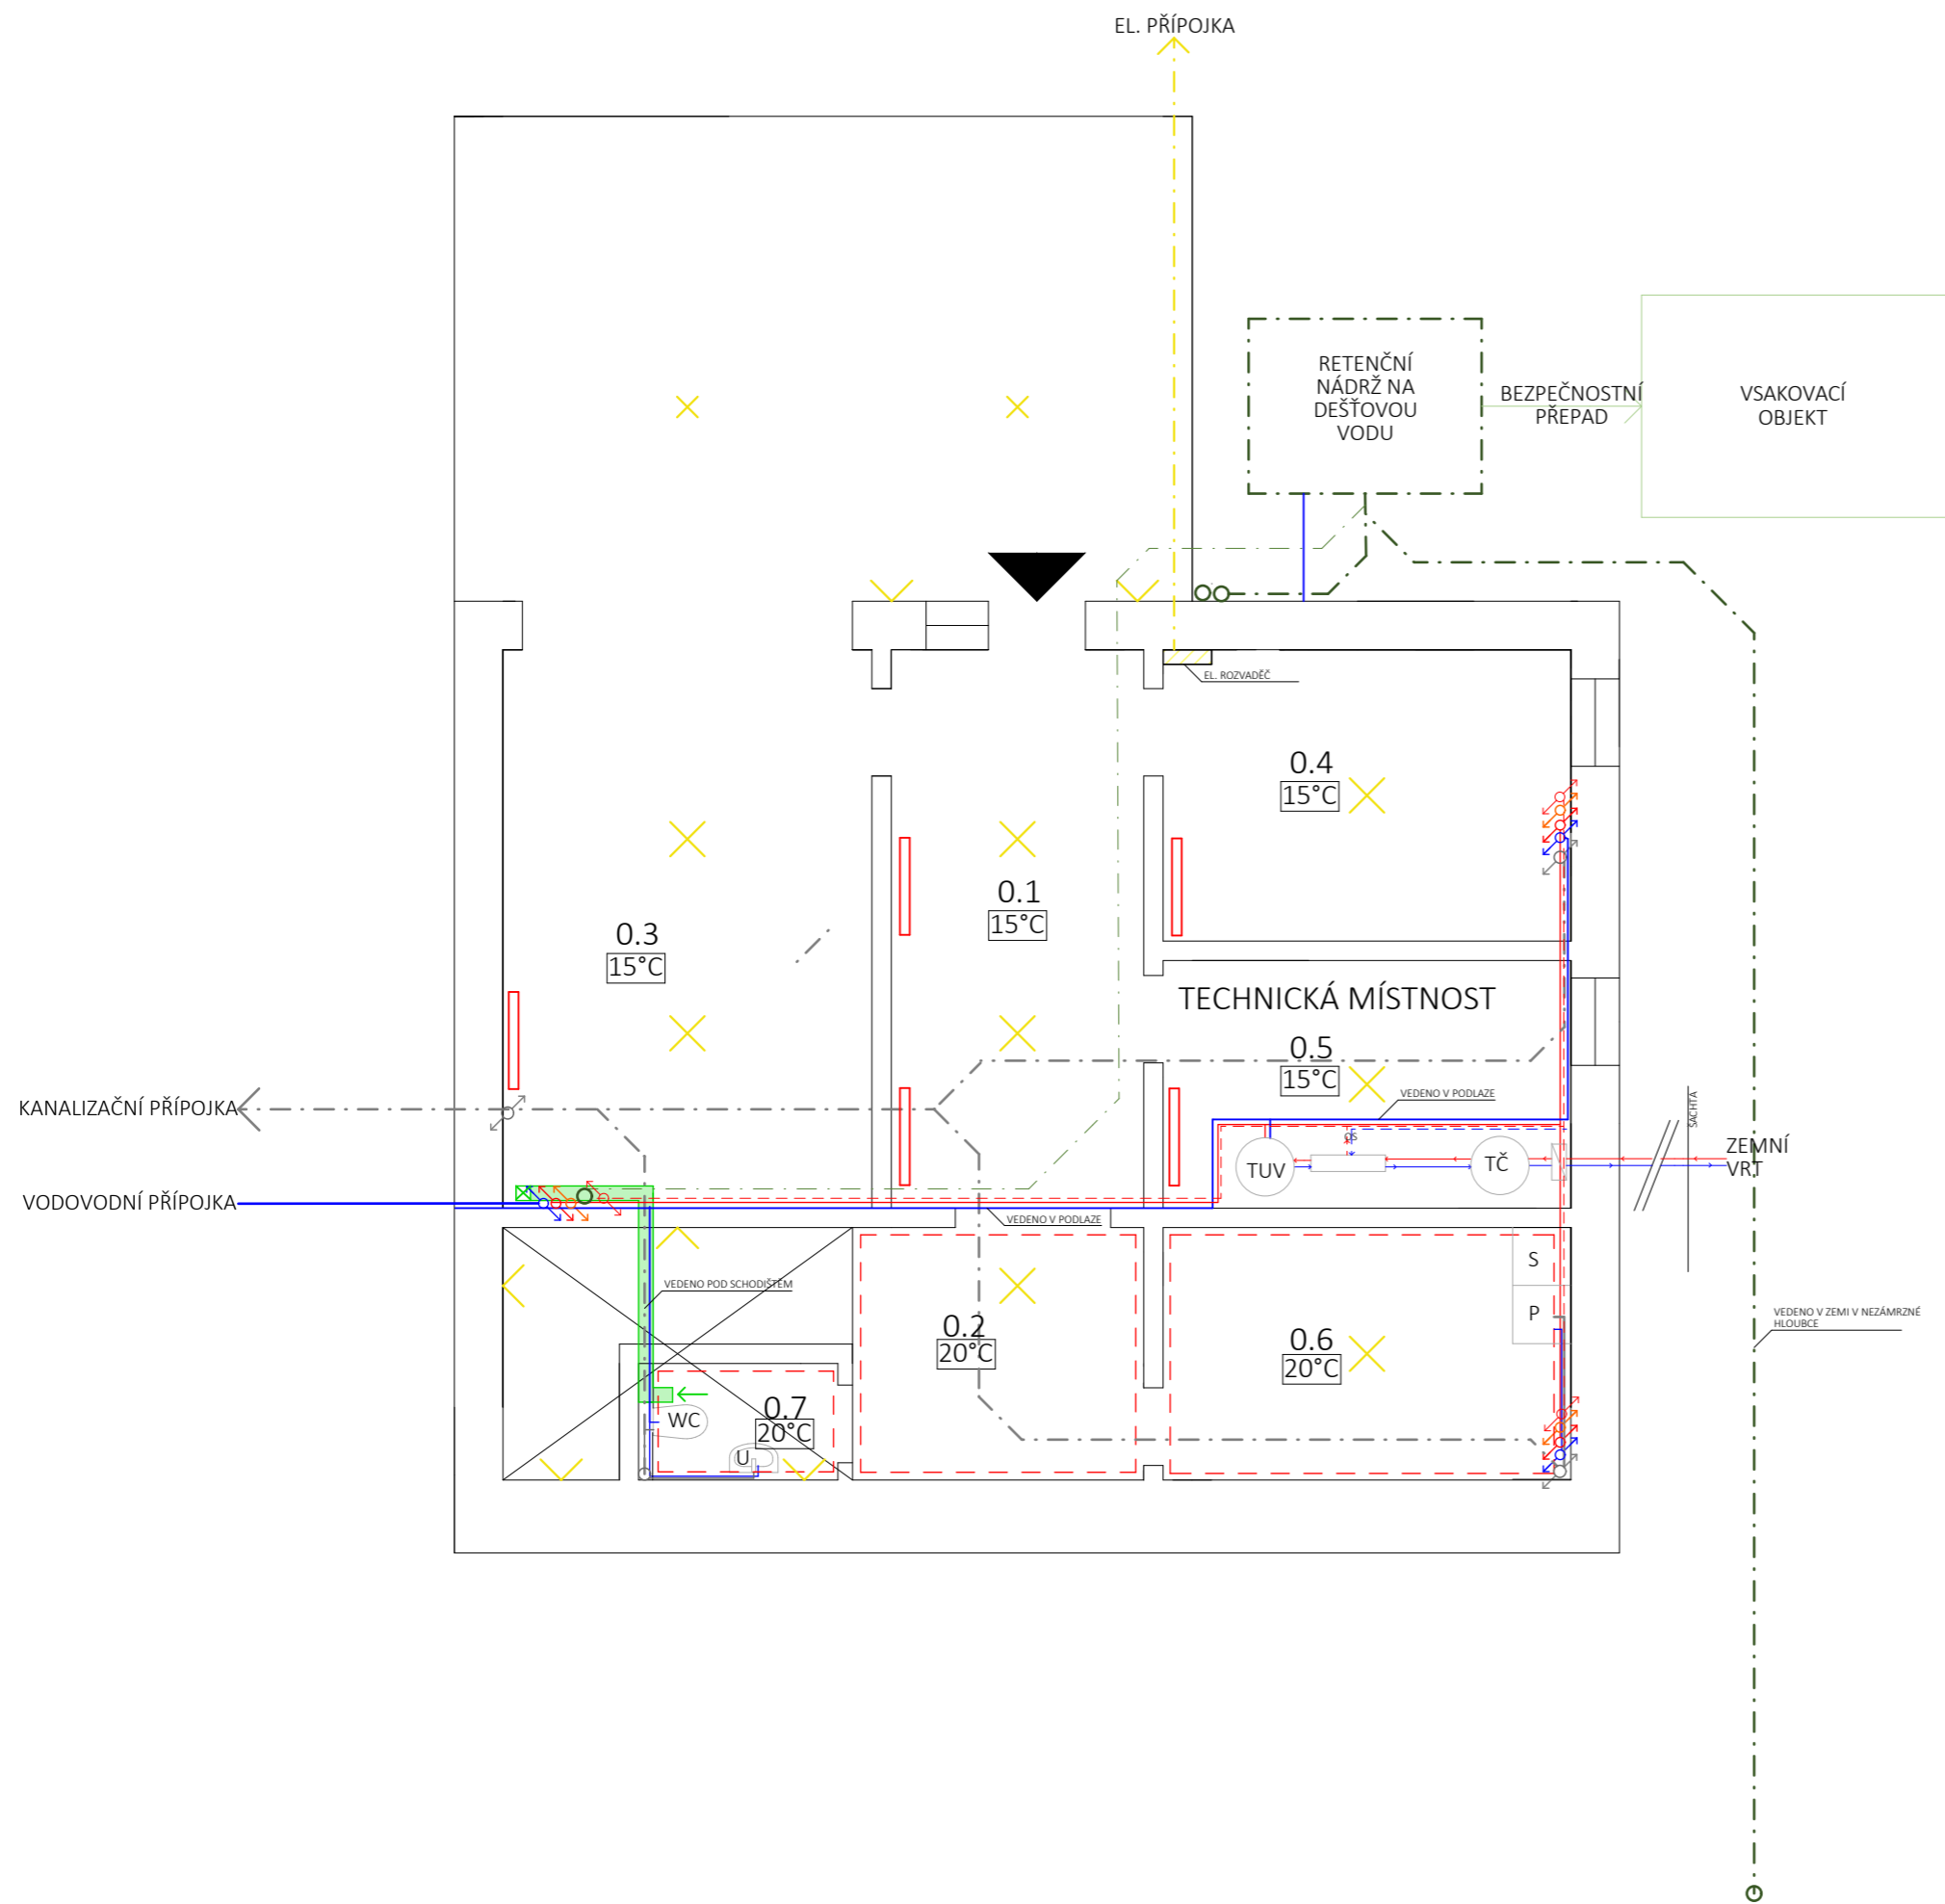 EL. PŘÍPOJKA
RETENČNÍ
NÁDRŽ NA
DEŠŤOVOU
VODU
BEZPEČNOSTNÍ
PŘEPAD
VSAKOVACÍ
OBJEKT
EL. ROZVADĚČ
0.4
15°C
0.1
15°C
0.3
15°C
TECHNICKÁ MÍSTNOST
0.5
15°C
VEDENO V PODLAZE
KANALIZAČNÍ PŘÍPOJKA
ŠACHTA
ZEMNÍ
VRT
TUV
TČ
VODOVODNÍ PŘÍPOJKA
VEDENO V PODLAZE
VEDENO POD SCHODIŠTĚM
S
P
0.2
20°C
0.6
20°C
VEDENO V ZEMI V NEZÁMRZNÉ
HLOUBCE
WC
0.7
20°C
U